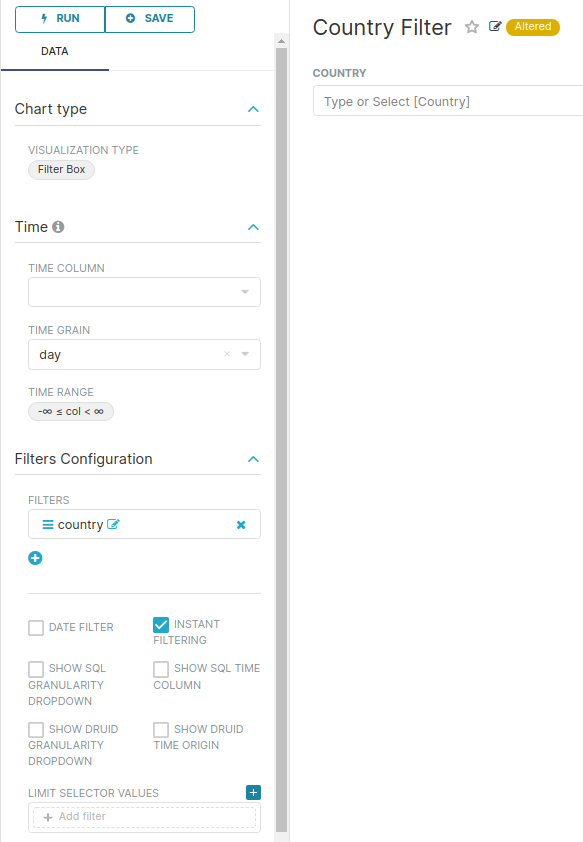 RUN
SAVE
DATA
Chart type
VISUALIZATION TYPE
Filter Box
Time
TIME COLUMN
TIME GRAIN
day
TIME RANGE
-∞ ≤ col < ∞
Filters Configuration
FILTERS
country
DATE FILTER
INSTANT
FILTERING
SHOW SQL
GRANULARITY
DROPDOWN
SHOW SQL TIME
COLUMN
SHOW DRUID
GRANULARITY
DROPDOWN
SHOW DRUID
TIME ORIGIN
LIMIT SELECTOR VALUES
Add filter
Country Filter
Altered
COUNTRY
Type or Select [Country]